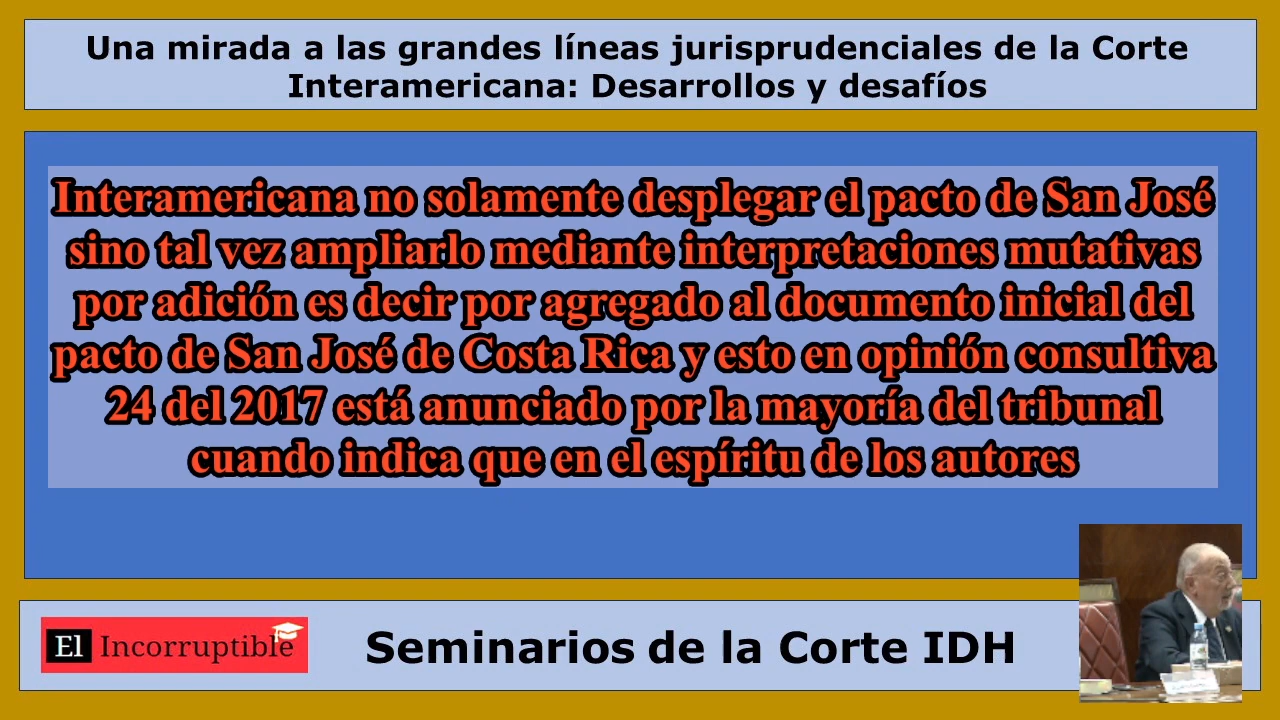 Una mirada a las grandes líneas jurisprudenciales de la Corte
Interamericana: Desarrollos y desafíos
Interamericana no solamente desplegar el pacto de San José
sino tal vez ampliarlo mediante interpretaciones mutativas
por adición es decir por agregado al documento inicial del
pacto de San José de Costa Rica y esto en opinión consultiva
24 del 2017 está anunciado por la mayoría del tribunal
cuando indica que en el espíritu de los autores
El Incorruptible
Seminarios de la Corte IDH